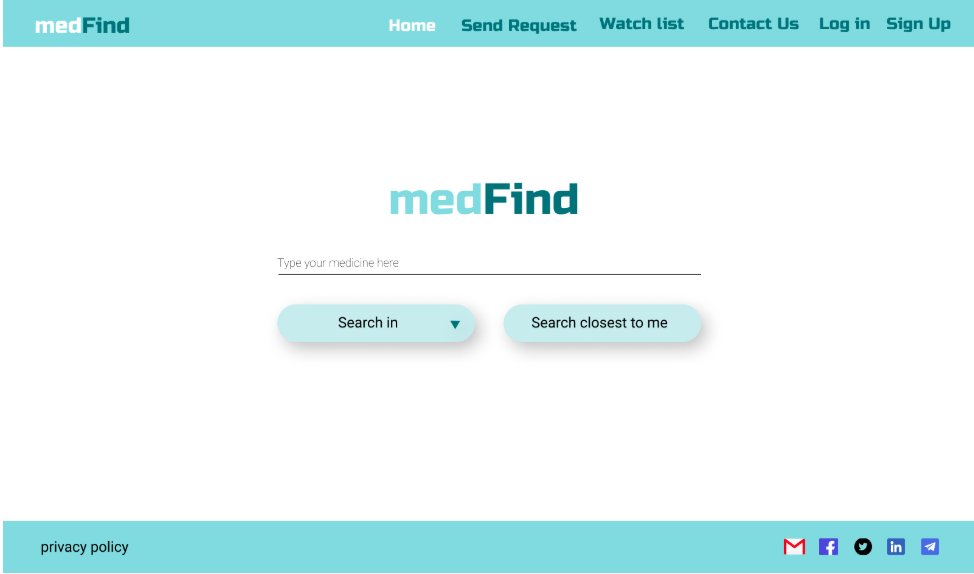 medFind Home Send Request Watch list Contact Us Log in Sign Up
medFind
Type your medicine here
Search in Search closest to me
privacy policy